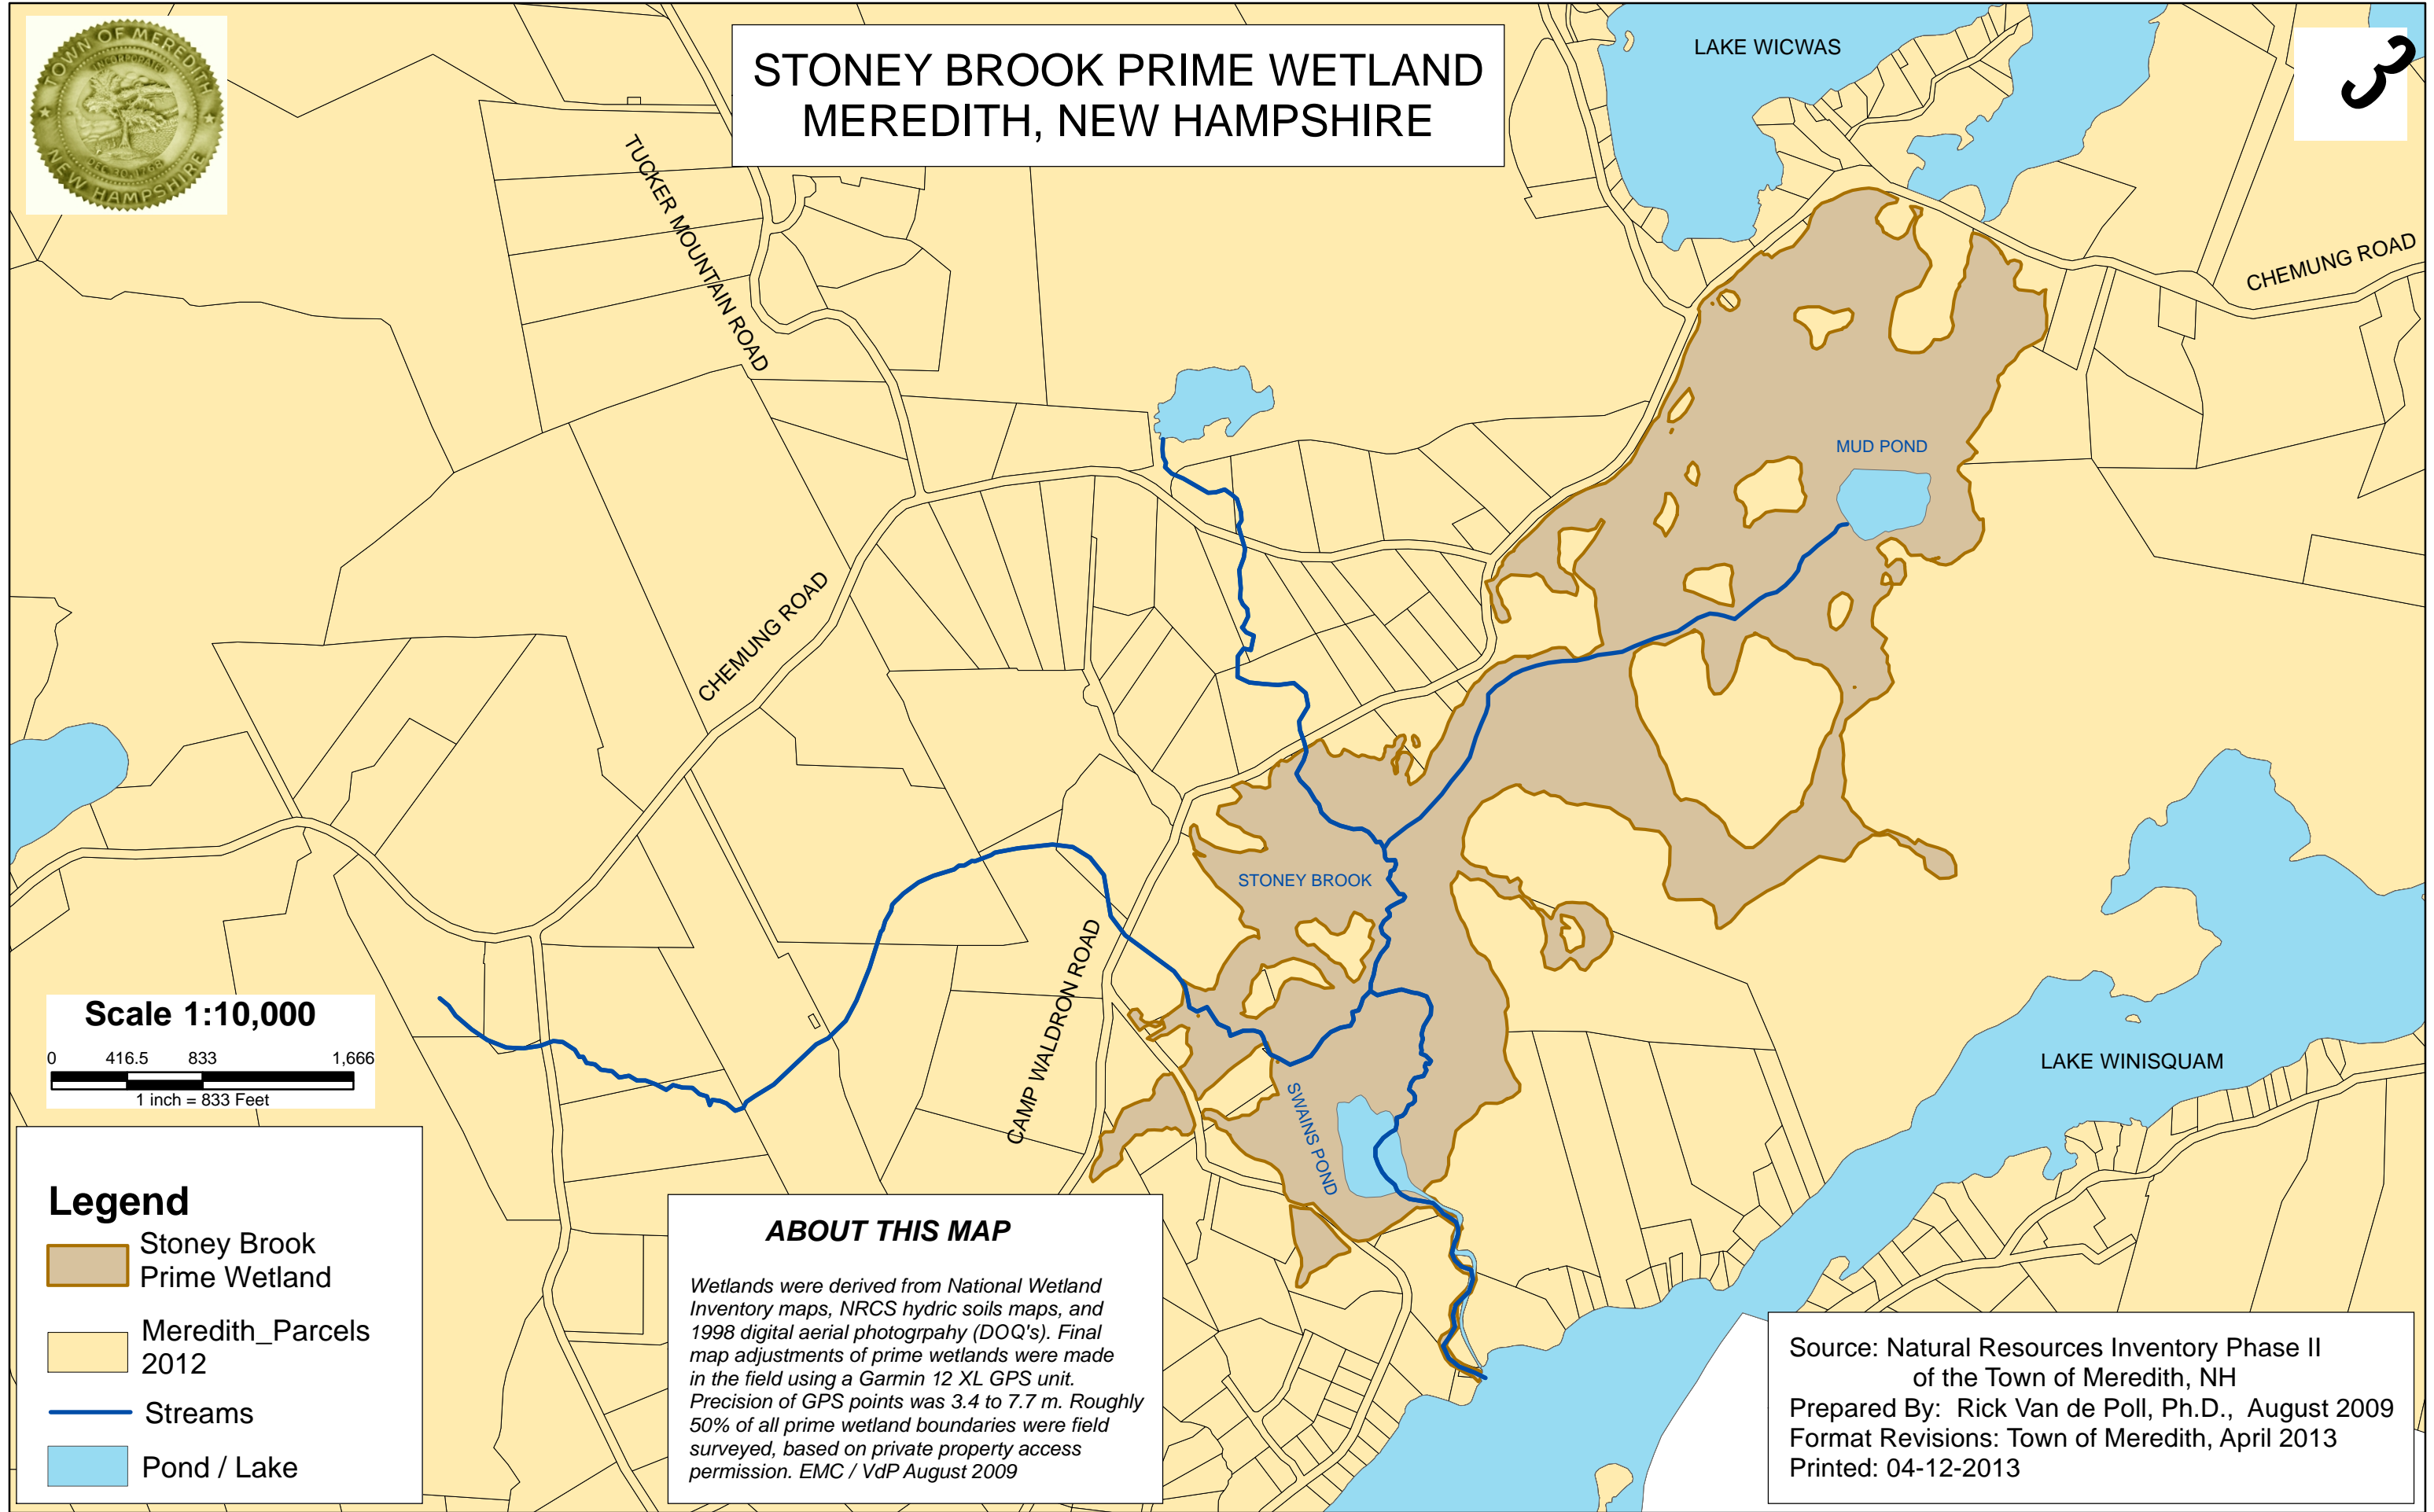 TOWN OF MEREDITH
INCORPORATED
NEW HAMPSHIRE
STONEY BROOK PRIME WETLAND
MEREDITH, NEW HAMPSHIRE
3
LAKE WICWAS
TUCKER MOUNTAIN ROAD
CHEMUNG ROAD
MUD POND
CHEMUNG ROAD
STONEY BROOK
CAMP WALDRON ROAD
SWAINS POND
LAKE WINISQUAM
Scale 1:10,000
0 416.5 833 1,666
1 inch = 833 Feet
Legend
Stoney Brook
Prime Wetland
Meredith_Parcels
2012
Streams
Pond / Lake
ABOUT THIS MAP
Wetlands were derived from National Wetland
Inventory maps, NRCS hydric soils maps, and
1998 digital aerial photogrpahy (DOQ's). Final
map adjustments of prime wetlands were made
in the field using a Garmin 12 XL GPS unit.
Precision of GPS points was 3.4 to 7.7 m. Roughly
50% of all prime wetland boundaries were field
surveyed, based on private property access
permission. EMC / VdP August 2009
Source: Natural Resources Inventory Phase II
of the Town of Meredith, NH
Prepared By: Rick Van de Poll, Ph.D., August 2009
Format Revisions: Town of Meredith, April 2013
Printed: 04-12-2013